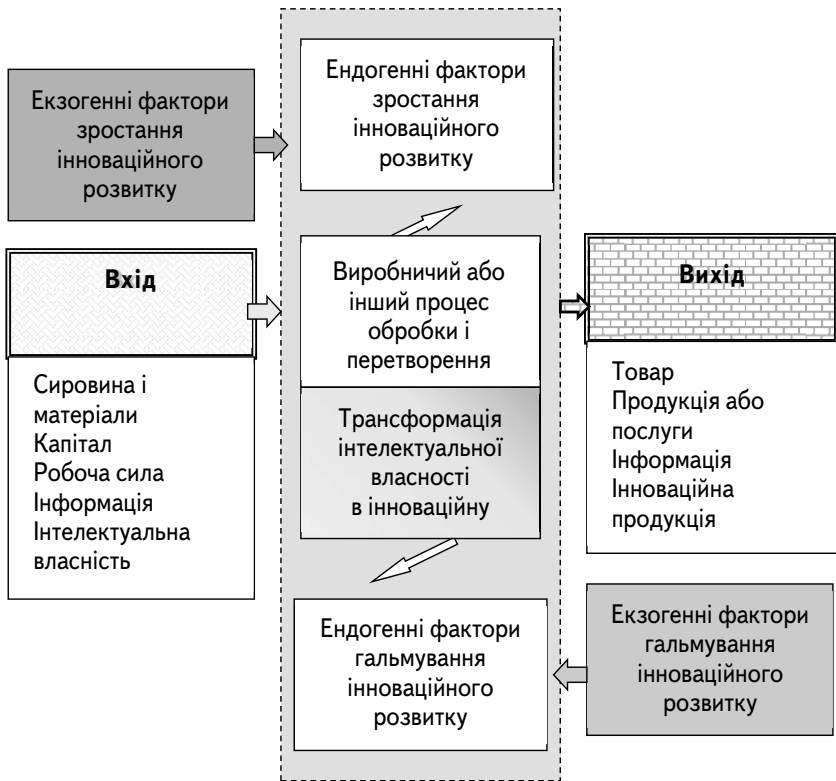 Екзогенні фактори
зростання
інноваційного
розвитку
Ендогенні фактори
зростання
інноваційного
розвитку
Вхід
Сировина і
матеріали
Капітал
Робоча сила
Інформація
Інтелектуальна
власність
Виробничий або
інший процес
обробки і
перетворення
Трансформація
інтелектуальної
власності
в інноваційну
Вихід
Товар
Продукція або
послуги
Інформація
Інноваційна
продукція
Ендогенні фактори
гальмування
інноваційного
розвитку
Екзогенні фактори
гальмування
інноваційного
розвитку